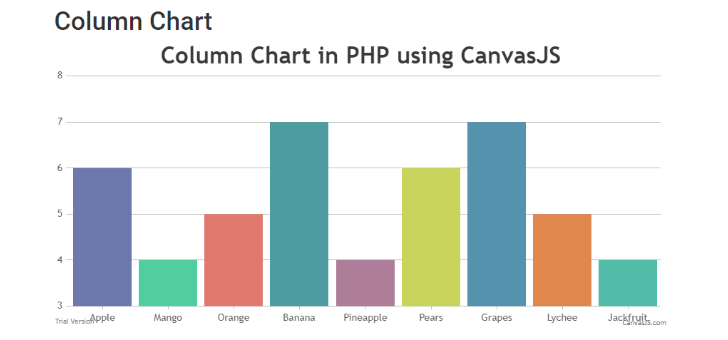 Column Chart
Column Chart in PHP using CanvasJS
8
7
6
5
4
3
Apple Mango Orange Banana Pineapple Pears Grapes Lychee Jackfruit
Trial Version CanvasJS.com